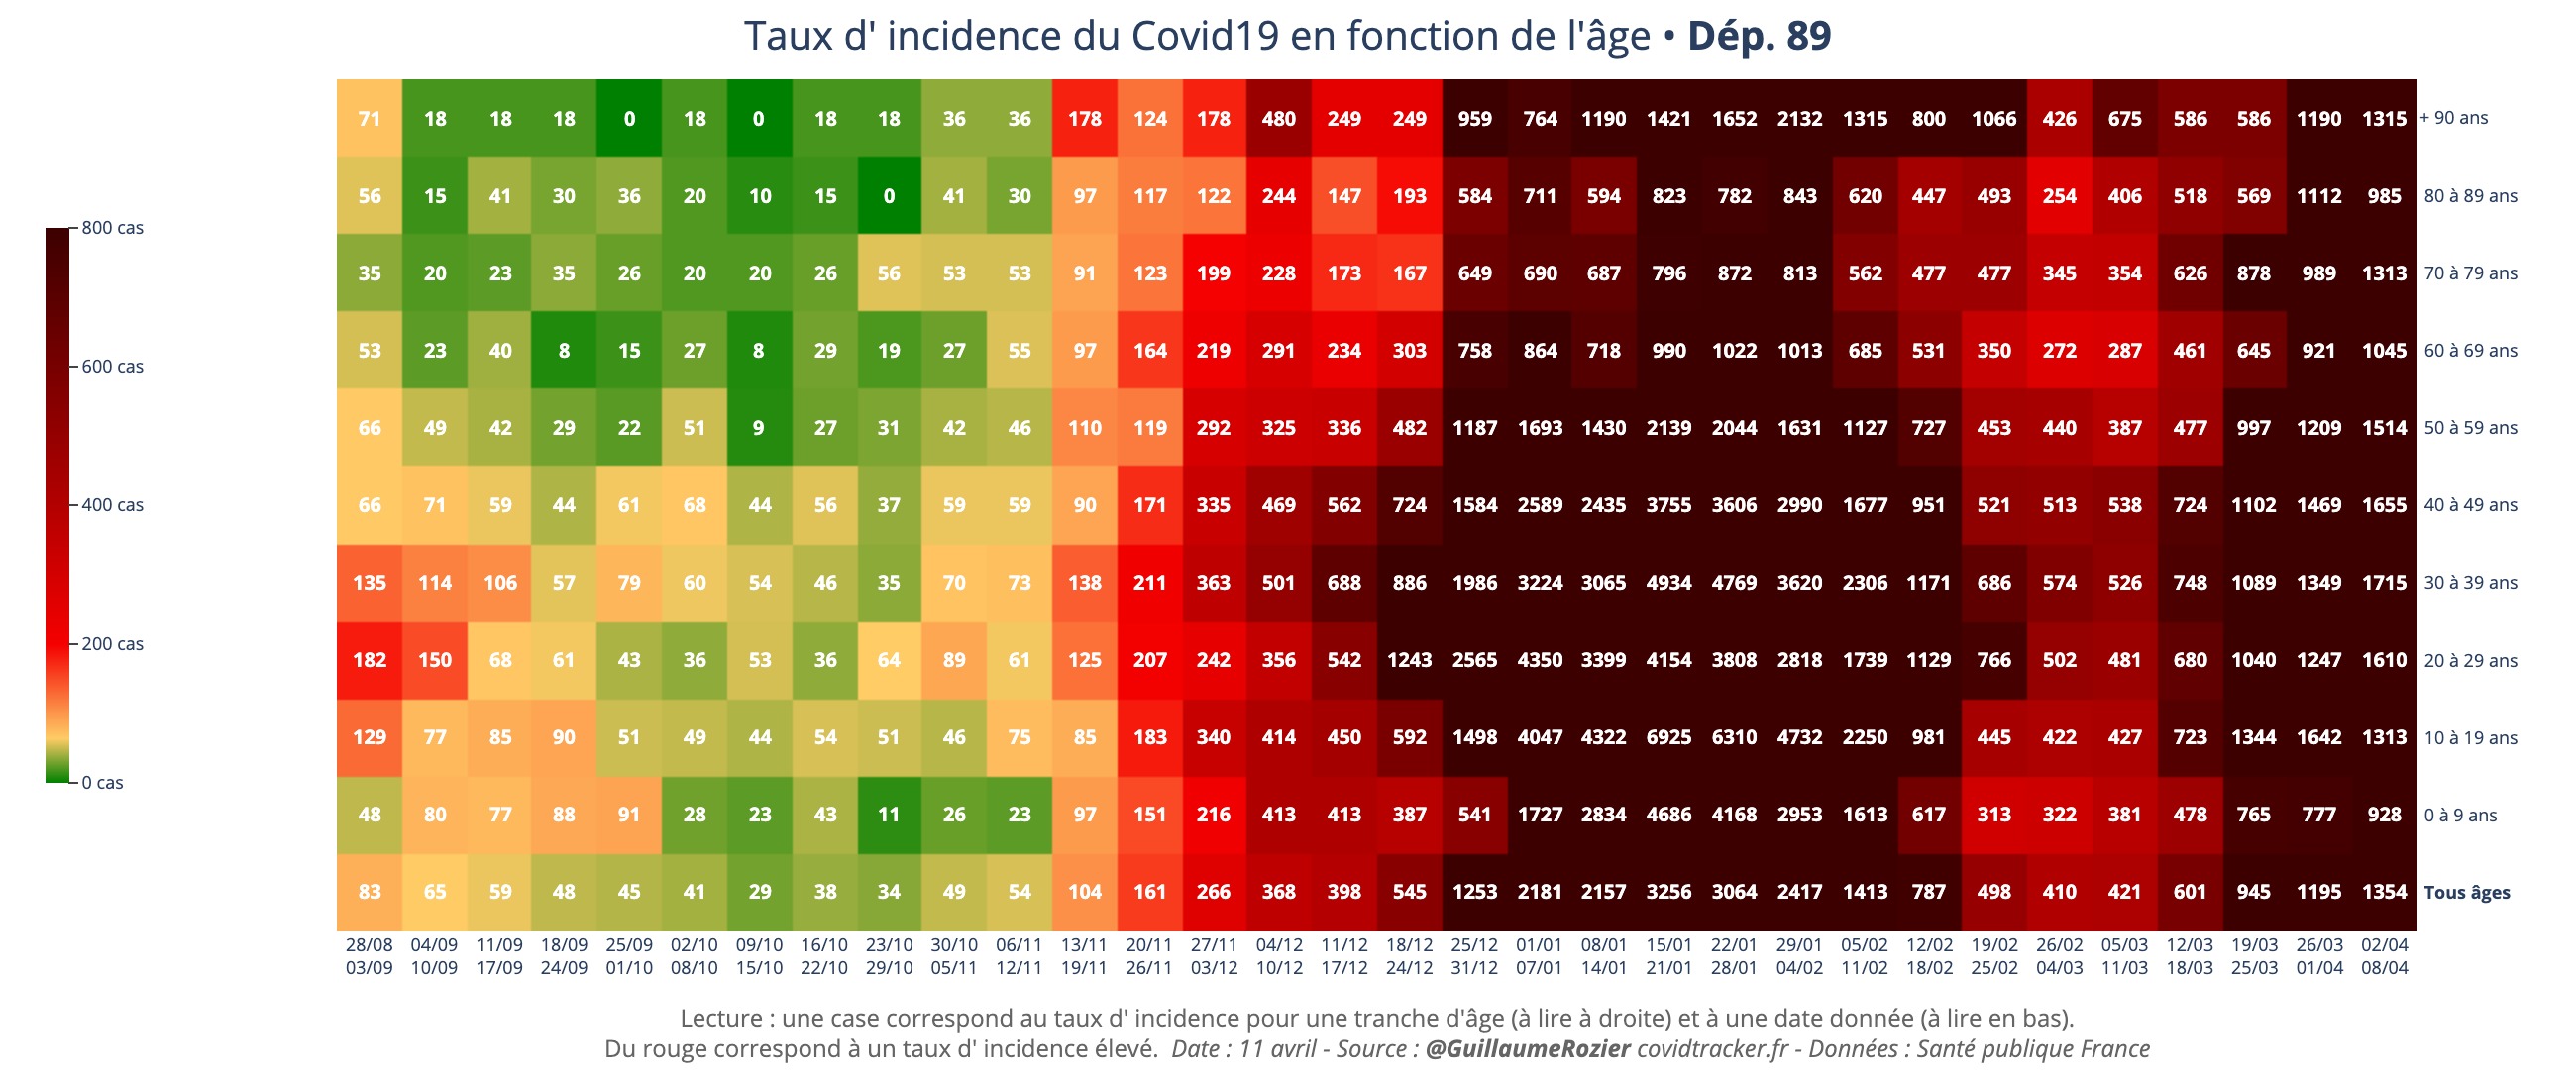 Taux d' incidence du Covid19 en fonction de l'âge • Dép. 89
800 cas
600 cas
400 cas
200 cas
0 cas
71 18 18 18 0 18 0 18 18 36 36 178 124 178 480 249 249 959 764 1190 1421 1652 2132 1315 800 1066 426 675 586 586 1190 1315 + 90 ans
56 15 41 30 36 20 10 15 0 41 30 97 117 122 244 147 193 584 711 594 823 782 843 620 447 493 254 406 518 569 1112 985 80 à 89 ans
35 20 23 35 26 20 20 26 56 53 53 91 123 199 228 173 167 649 690 687 796 872 813 562 477 477 345 354 626 878 989 1313 70 à 79 ans
53 23 40 8 15 27 8 29 19 27 55 97 164 219 291 234 303 758 864 718 990 1022 1013 685 531 350 272 287 461 645 921 1045 60 à 69 ans
66 49 42 29 22 51 9 27 31 42 46 110 119 292 325 336 482 1187 1693 1430 2139 2044 1631 1127 727 453 440 387 477 997 1209 1514 50 à 59 ans
66 71 59 44 61 68 44 56 37 59 59 90 171 335 469 562 724 1584 2589 2435 3755 3606 2990 1677 951 521 513 538 724 1102 1469 1655 40 à 49 ans
135 114 106 57 79 60 54 46 35 70 73 138 211 363 501 688 886 1986 3224 3065 4934 4769 3620 2306 1171 686 574 526 748 1089 1349 1715 30 à 39 ans
182 150 68 61 43 36 53 36 64 89 61 125 207 242 356 542 1243 2565 4350 3399 4154 3808 2818 1739 1129 766 502 481 680 1040 1247 1610 20 à 29 ans
129 77 85 90 51 49 44 54 51 46 75 85 183 340 414 450 592 1498 4047 4322 6925 6310 4732 2250 981 445 422 427 723 1344 1642 1313 10 à 19 ans
48 80 77 88 91 28 23 43 11 26 23 97 151 216 413 413 387 541 1727 2834 4686 4168 2953 1613 617 313 322 381 478 765 777 928 0 à 9 ans
83 65 59 48 45 41 29 38 34 49 54 104 161 266 368 398 545 1253 2181 2157 3256 3064 2417 1413 787 498 410 421 601 945 1195 1354 Tous âges
28/08 04/09 11/09 18/09 25/09 02/10 09/10 16/10 23/10 30/10 06/11 13/11 20/11 27/11 04/12 11/12 18/12 25/12 01/01 08/01 15/01 22/01 29/01 05/02 12/02 19/02 26/02 05/03 12/03 19/03 26/03 02/04
03/09 10/09 17/09 24/09 01/10 08/10 15/10 22/10 29/10 05/11 12/11 19/11 26/11 03/12 10/12 17/12 24/12 31/12 07/01 14/01 21/01 28/01 04/02 11/02 18/02 25/02 04/03 11/03 18/03 25/03 01/04 08/04
Lecture : une case correspond au taux d' incidence pour une tranche d'âge (à lire à droite) et à une date donnée (à lire en bas).
Du rouge correspond à un taux d' incidence élevé. Date : 11 avril - Source : @GuillaumeRozier covidtracker.fr - Données : Santé publique France